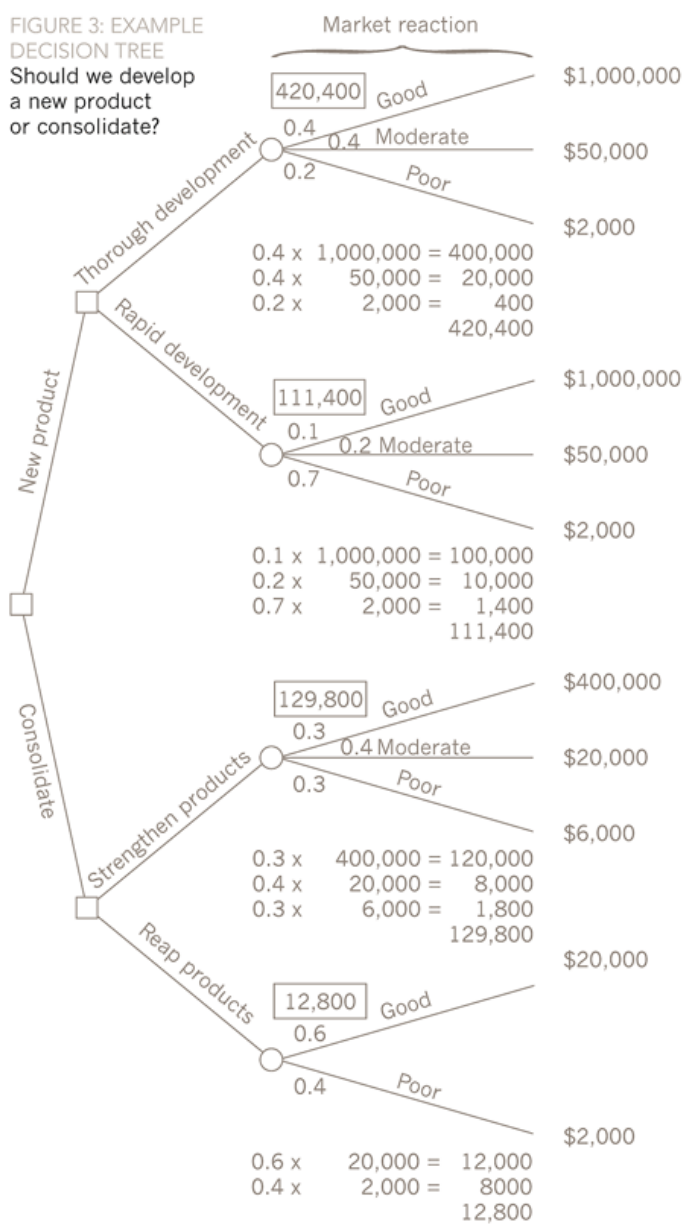 FIGURE 3: EXAMPLE
DECISION TREE
Should we develop
a new product
or consolidate?
Market reaction
New product
Consolidate
Thorough development
420,400
0.4
Good
$1,000,000
0.4
Moderate
$50,000
0.2
Poor
$2,000
0.4 x 1,000,000 = 400,000
0.4 x 50,000 = 20,000
0.2 x 2,000 = 400
420,400
Rapid development
111,400
0.1
Good
$1,000,000
0.2
Moderate
$50,000
0.7
Poor
$2,000
0.1 x 1,000,000 = 100,000
0.2 x 50,000 = 10,000
0.7 x 2,000 = 1,400
111,400
Strengthen products
129,800
0.3
Good
$400,000
0.4
Moderate
$20,000
0.3
Poor
$6,000
0.3 x 400,000 = 120,000
0.4 x 20,000 = 8,000
0.3 x 6,000 = 1,800
129,800
Reap products
12,800
0.6
Good
$20,000
0.4
Poor
$2,000
0.6 x 20,000 = 12,000
0.4 x 2,000 = 8000
12,800